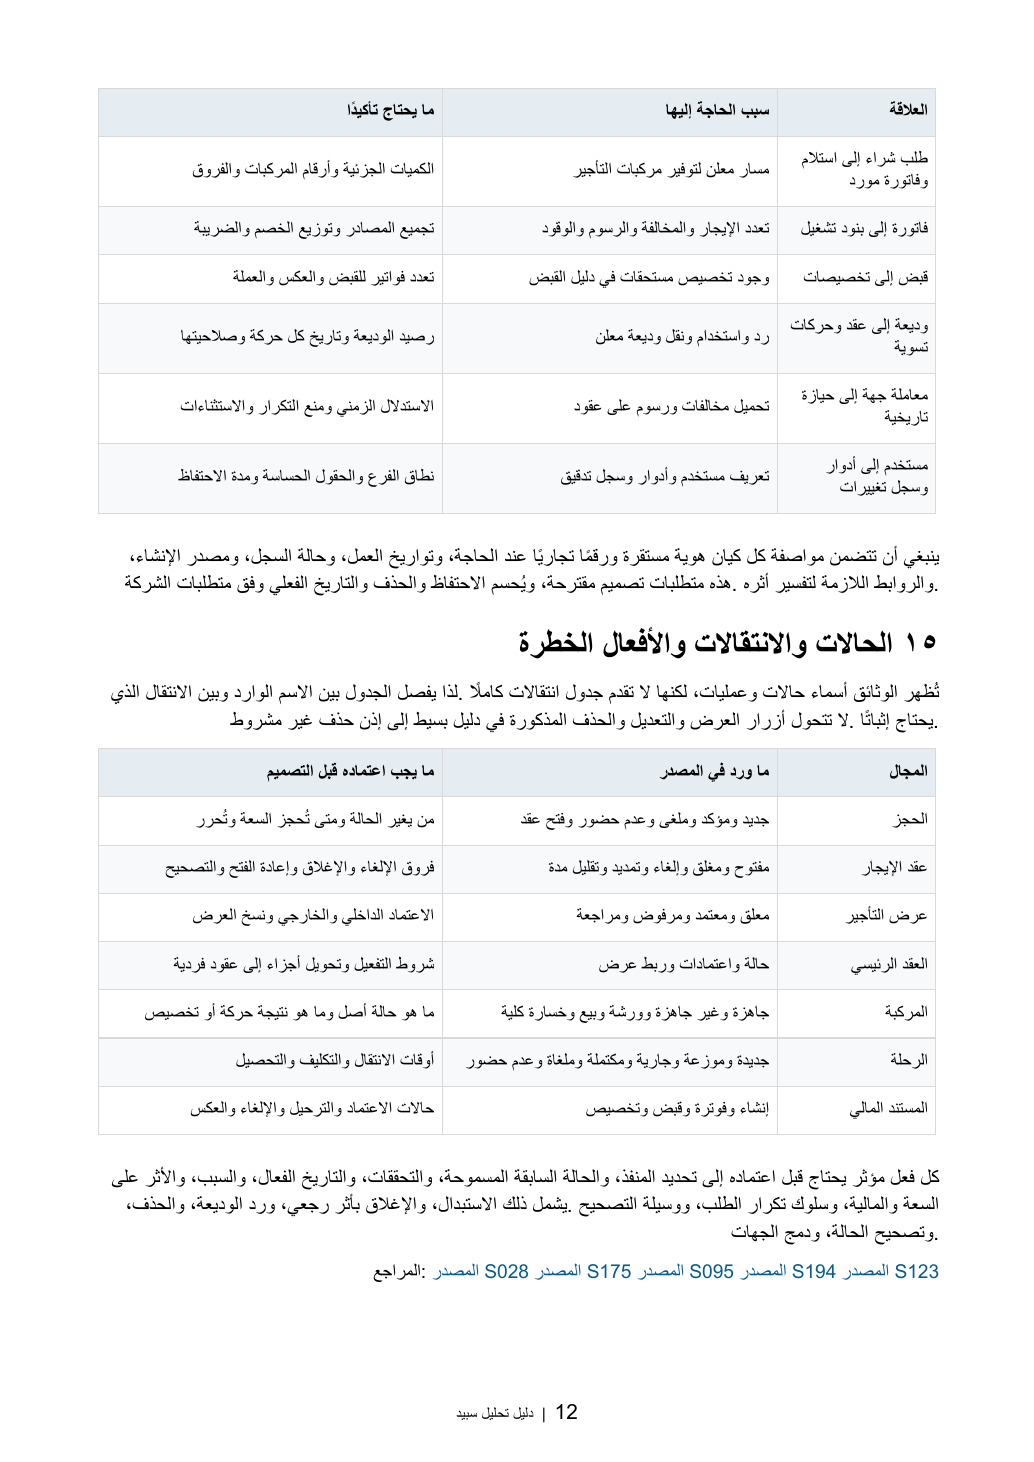 العلاقة	سبب الحاجة إليها	ما يحتاج تأكيدًا
طلب شراء إلى استلام وفاتورة مورد	مسار معلن لتوفير مركبات التأجير	الكميات الجزئية وأرقام المركبات والفروق
فاتورة إلى بنود تشغيل	تعدد الإيجار والمخالفة والرسوم والوقود	تجميع المصادر وتوزيع الخصم والضريبة
قبض إلى تخصيصات	وجود تخصيص مستحقات في دليل القبض	تعدد فواتير للقبض والعكس والعملة
وديعة إلى عقد وحركات تسوية	رد واستخدام ونقل وديعة معلن	رصيد الوديعة وتاريخ كل حركة وصلاحيتها
معاملة جهة إلى حيازة تاريخية	تحميل مخالفات ورسوم على عقود	الاستدلال الزمني ومنع التكرار والاستثناءات
مستخدم إلى أدوار وسجل تغييرات	تعريف مستخدم وأدوار وسجل تدقيق	نطاق الفرع والحقول الحساسة ومدة الاحتفاظ
ينبغي أن تتضمن مواصفة كل كيان هوية مستقرة ورقمًا تجاريًا عند الحاجة، وتواريخ العمل، وحالة السجل، ومصدر الإنشاء،
والروابط اللازمة لتفسير أثره. هذه متطلبات تصميم مقترحة، ويُحسم الاحتفاظ والحذف والتاريخ الفعلي وفق متطلبات الشركة.
١٥ الحالات والانتقالات والأفعال الخطرة
تُظهر الوثائق أسماء حالات وعمليات، لكنها لا تقدم جدول انتقالات كاملًا. لذا يفصل الجدول بين الاسم الوارد وبين الانتقال الذي
يحتاج إثباتًا. لا تتحول أزرار العرض والتعديل والحذف المذكورة في دليل بسيط إلى إذن حذف غير مشروط.
المجال	ما ورد في المصدر	ما يجب اعتماده قبل التصميم
الحجز	جديد ومؤكد وملغى وعدم حضور وفتح عقد	من يغير الحالة ومتى تُحجز السعة وتُحرر
عقد الإيجار	مفتوح ومغلق وإلغاء وتمديد وتقليل مدة	فروق الإلغاء والإغلاق وإعادة الفتح والتصحيح
عرض التأجير	معلق ومعتمد ومرفوض ومراجعة	الاعتماد الداخلي والخارجي ونسخ العرض
العقد الرئيسي	حالة واعتمادات وربط عرض	شروط التفعيل وتحويل أجزاء إلى عقود فردية
المركبة	جاهزة وغير جاهزة وورشة وبيع وخسارة كلية	ما هو حالة أصل وما هو نتيجة حركة أو تخصيص
الرحلة	جديدة وموزعة وجارية ومكتملة وملغاة وعدم حضور	أوقات الانتقال والتكليف والتحصيل
المستند المالي	إنشاء وفوترة وقبض وتخصيص	حالات الاعتماد والترحيل والإلغاء والعكس
كل فعل مؤثر يحتاج قبل اعتماده إلى تحديد المنفذ، والحالة السابقة المسموحة، والتحققات، والتاريخ الفعال، والسبب، والأثر على
السعة والمالية، وسلوك تكرار الطلب، ووسيلة التصحيح. يشمل ذلك الاستبدال، والإغلاق بأثر رجعي، ورد الوديعة، والحذف،
وتصحيح الحالة، ودمج الجهات.
المراجع: المصدر S028 المصدر S175 المصدر S095 المصدر S194 المصدر S123
دليل تحليل سبيد | 12